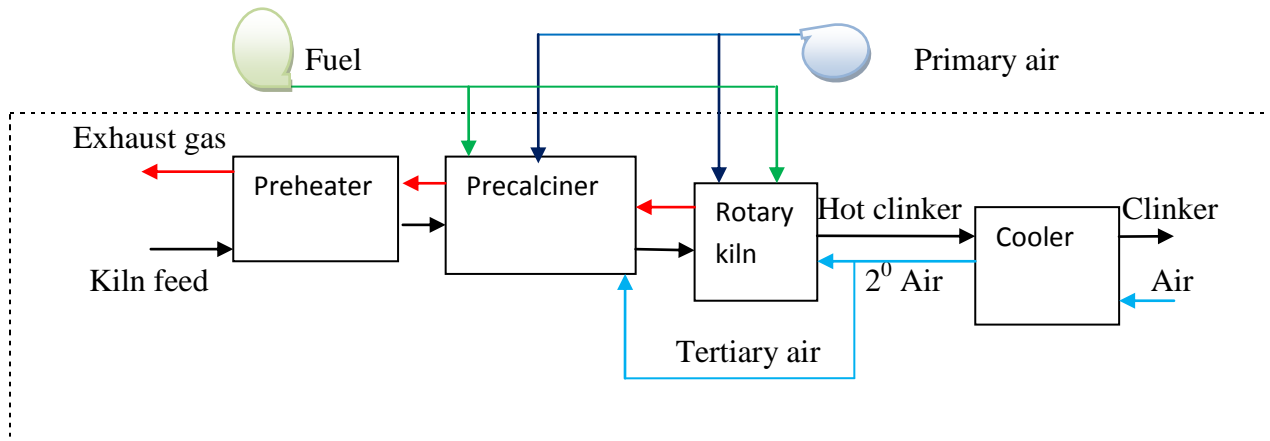 Fuel
Primary air
Exhaust gas
Preheater
Precalciner
Rotary
kiln
Hot clinker
Cooler
Clinker
Kiln feed
2⁰ Air
Air
Tertiary air